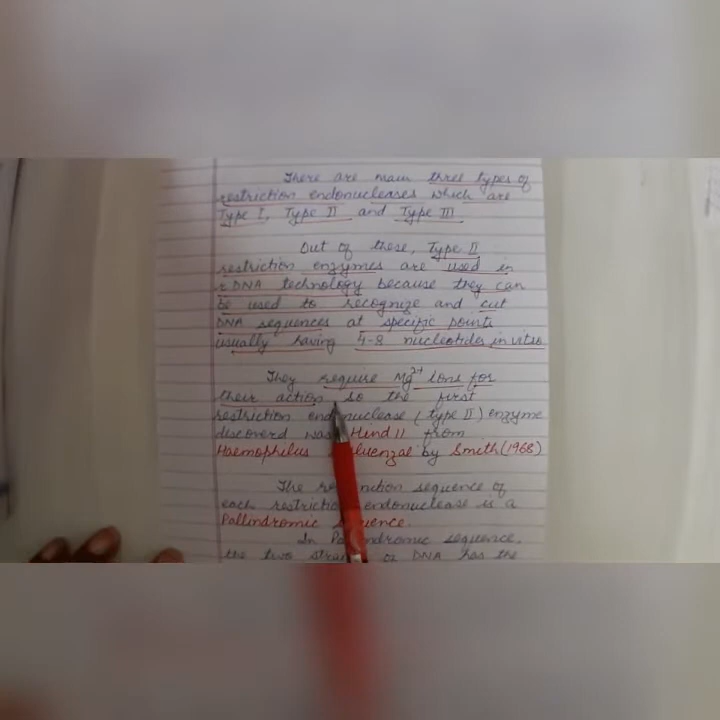 There are main three types of
restriction endonucleases which are
Type I, Type II and Type III.
Out of these, Type II
restriction enzymes are used in
rDNA technology because they can
be used to recognize and cut
DNA sequences at specific points
usually having 4-8 nucleotides in vitro.
They require Mg2+ Ions for
their action so the first
restriction endonuclease (type II) enzyme
discoverd was Hind II from
Haemophilus by Smith (1968)
The sequence of
each restriction endonuclease is a
Pallindromic sequence.
In Pallindromic sequence,
the two of DNA has the